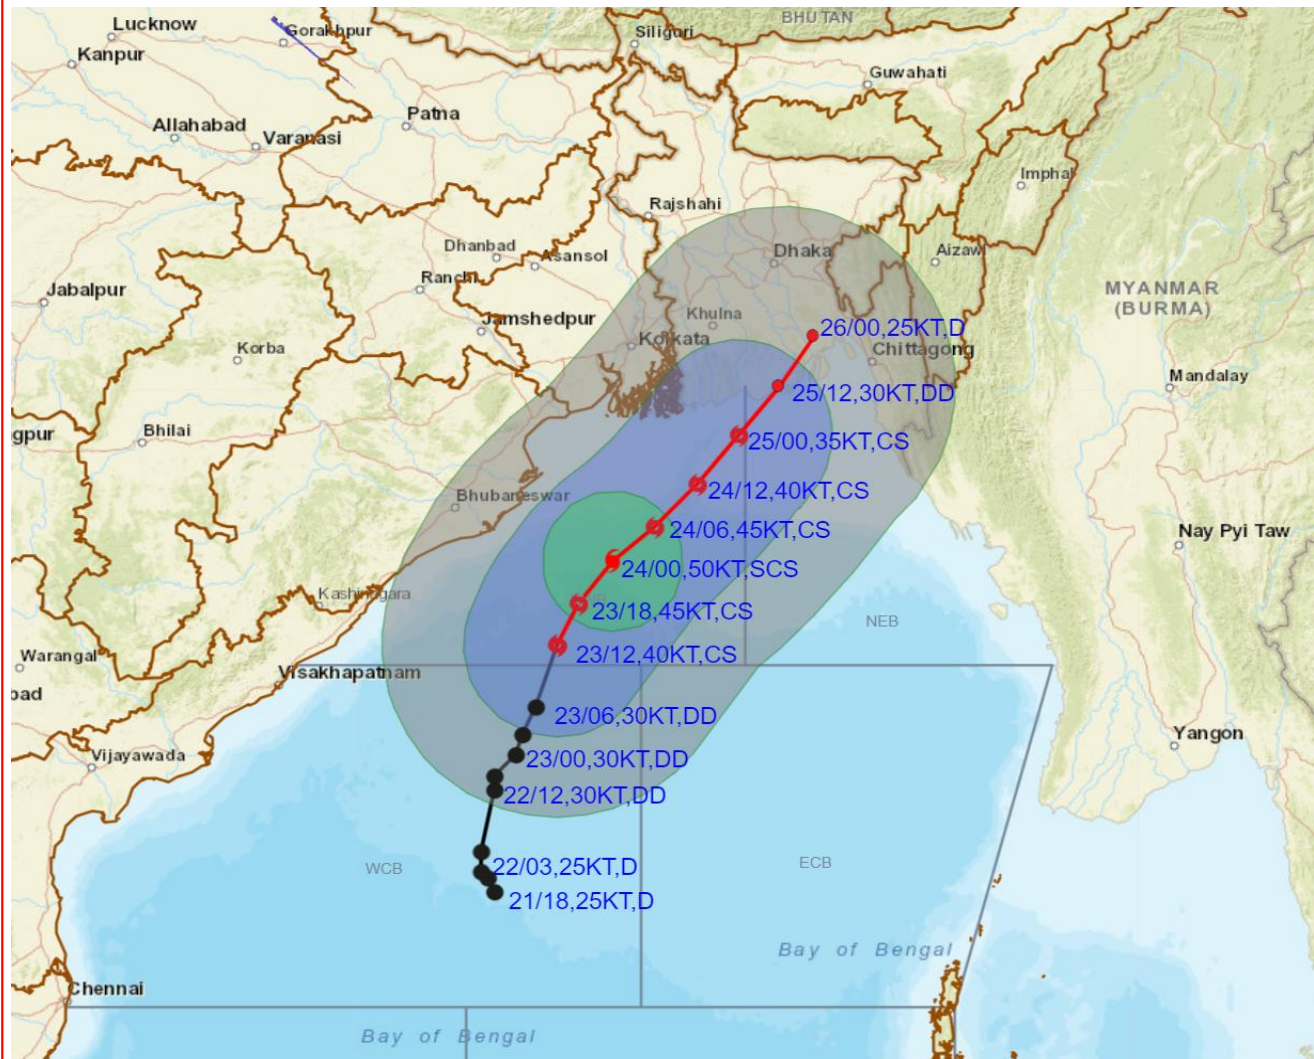 BHUTAN
Lucknow
Gorakhpur
Siliguri
Kanpur
Guwahati
Patna
Allahabad
Varanasi
Imphal
Rajshahi
Dhanbad
Asansol
Dhaka
Aizawl
Ranchi
Jabalpur
MYANMAR
(BURMA)
Jamshedpur
Khulna
26/00,25KT,D
Korba
Kolkata
Chittagong
Mandalay
25/12,30KT,DD
gpur
Bhilai
25/00,35KT,CS
Bhubaneswar
24/12,40KT,CS
24/06,45KT,CS
Nay Pyi Taw
24/00,50KT,SCS
23/18,45KT,CS
NEB
Warangal
23/12,40KT,CS
Visakhapatnam
bad
23/06,30KT,DD
Yangon
Vijayawada
23/00,30KT,DD
22/12,30KT,DD
WCB
22/03,25KT,D
ECB
21/18,25KT,D
Bay of Bengal
Chennai
Bay of Bengal